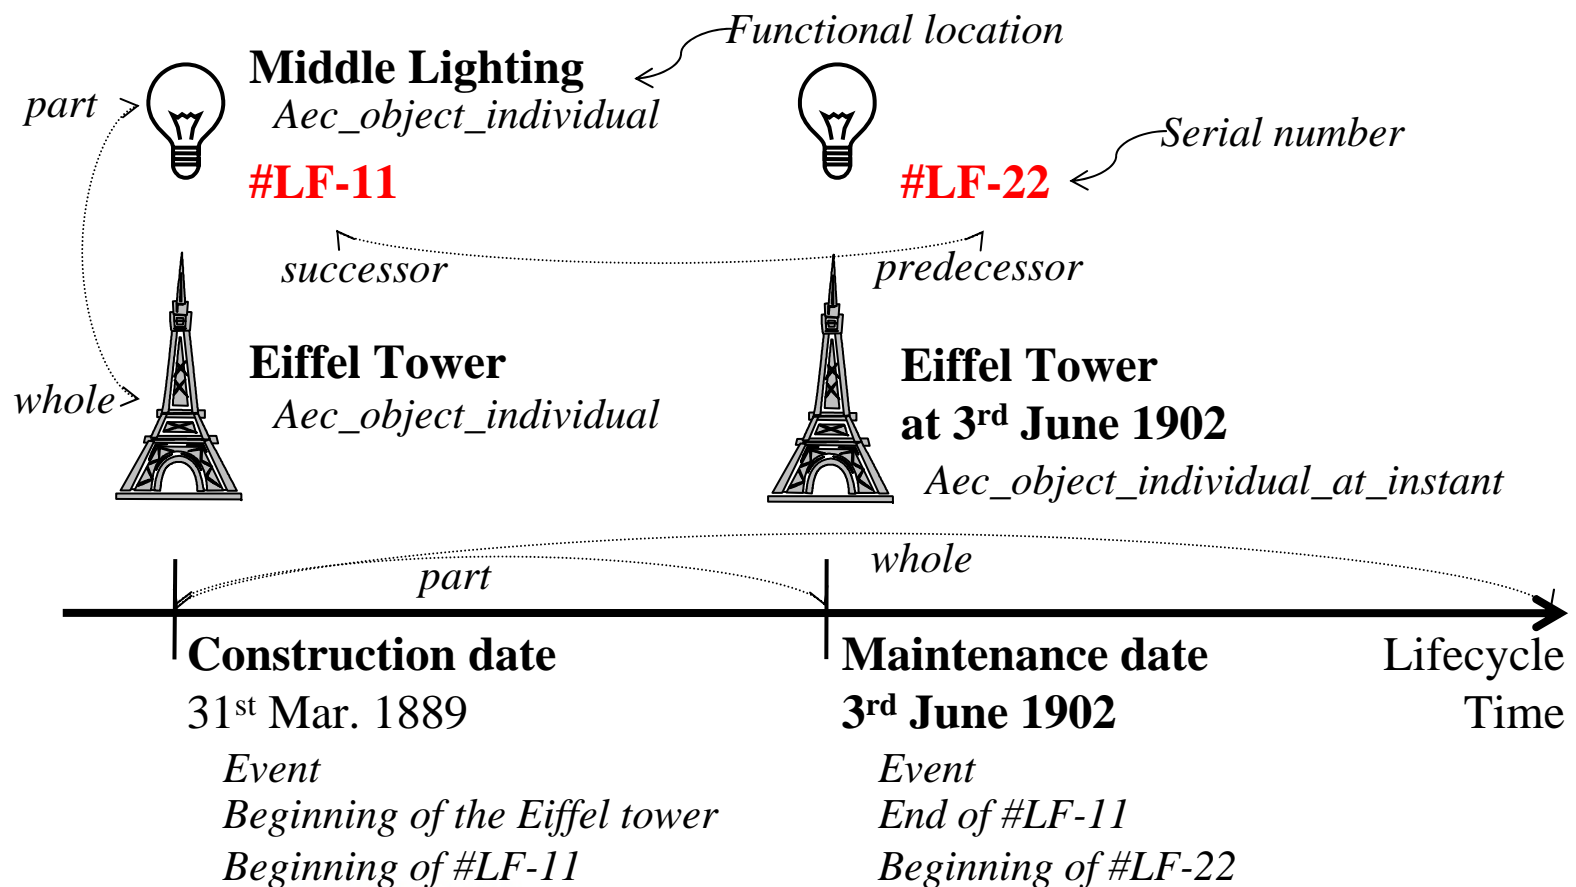 Functional location
Middle Lighting
part
Aec_object_individual
Serial number
#LF-11
#LF-22
successor
predecessor
Eiffel Tower
Eiffel Tower
at 3rd June 1902
whole
Aec_object_individual
Aec_object_individual_at_instant
whole
part
Construction date
31st Mar. 1889
Event
Beginning of the Eiffel tower
Beginning of #LF-11
Maintenance date
3rd June 1902
Event
End of #LF-11
Beginning of #LF-22
Lifecycle
Time